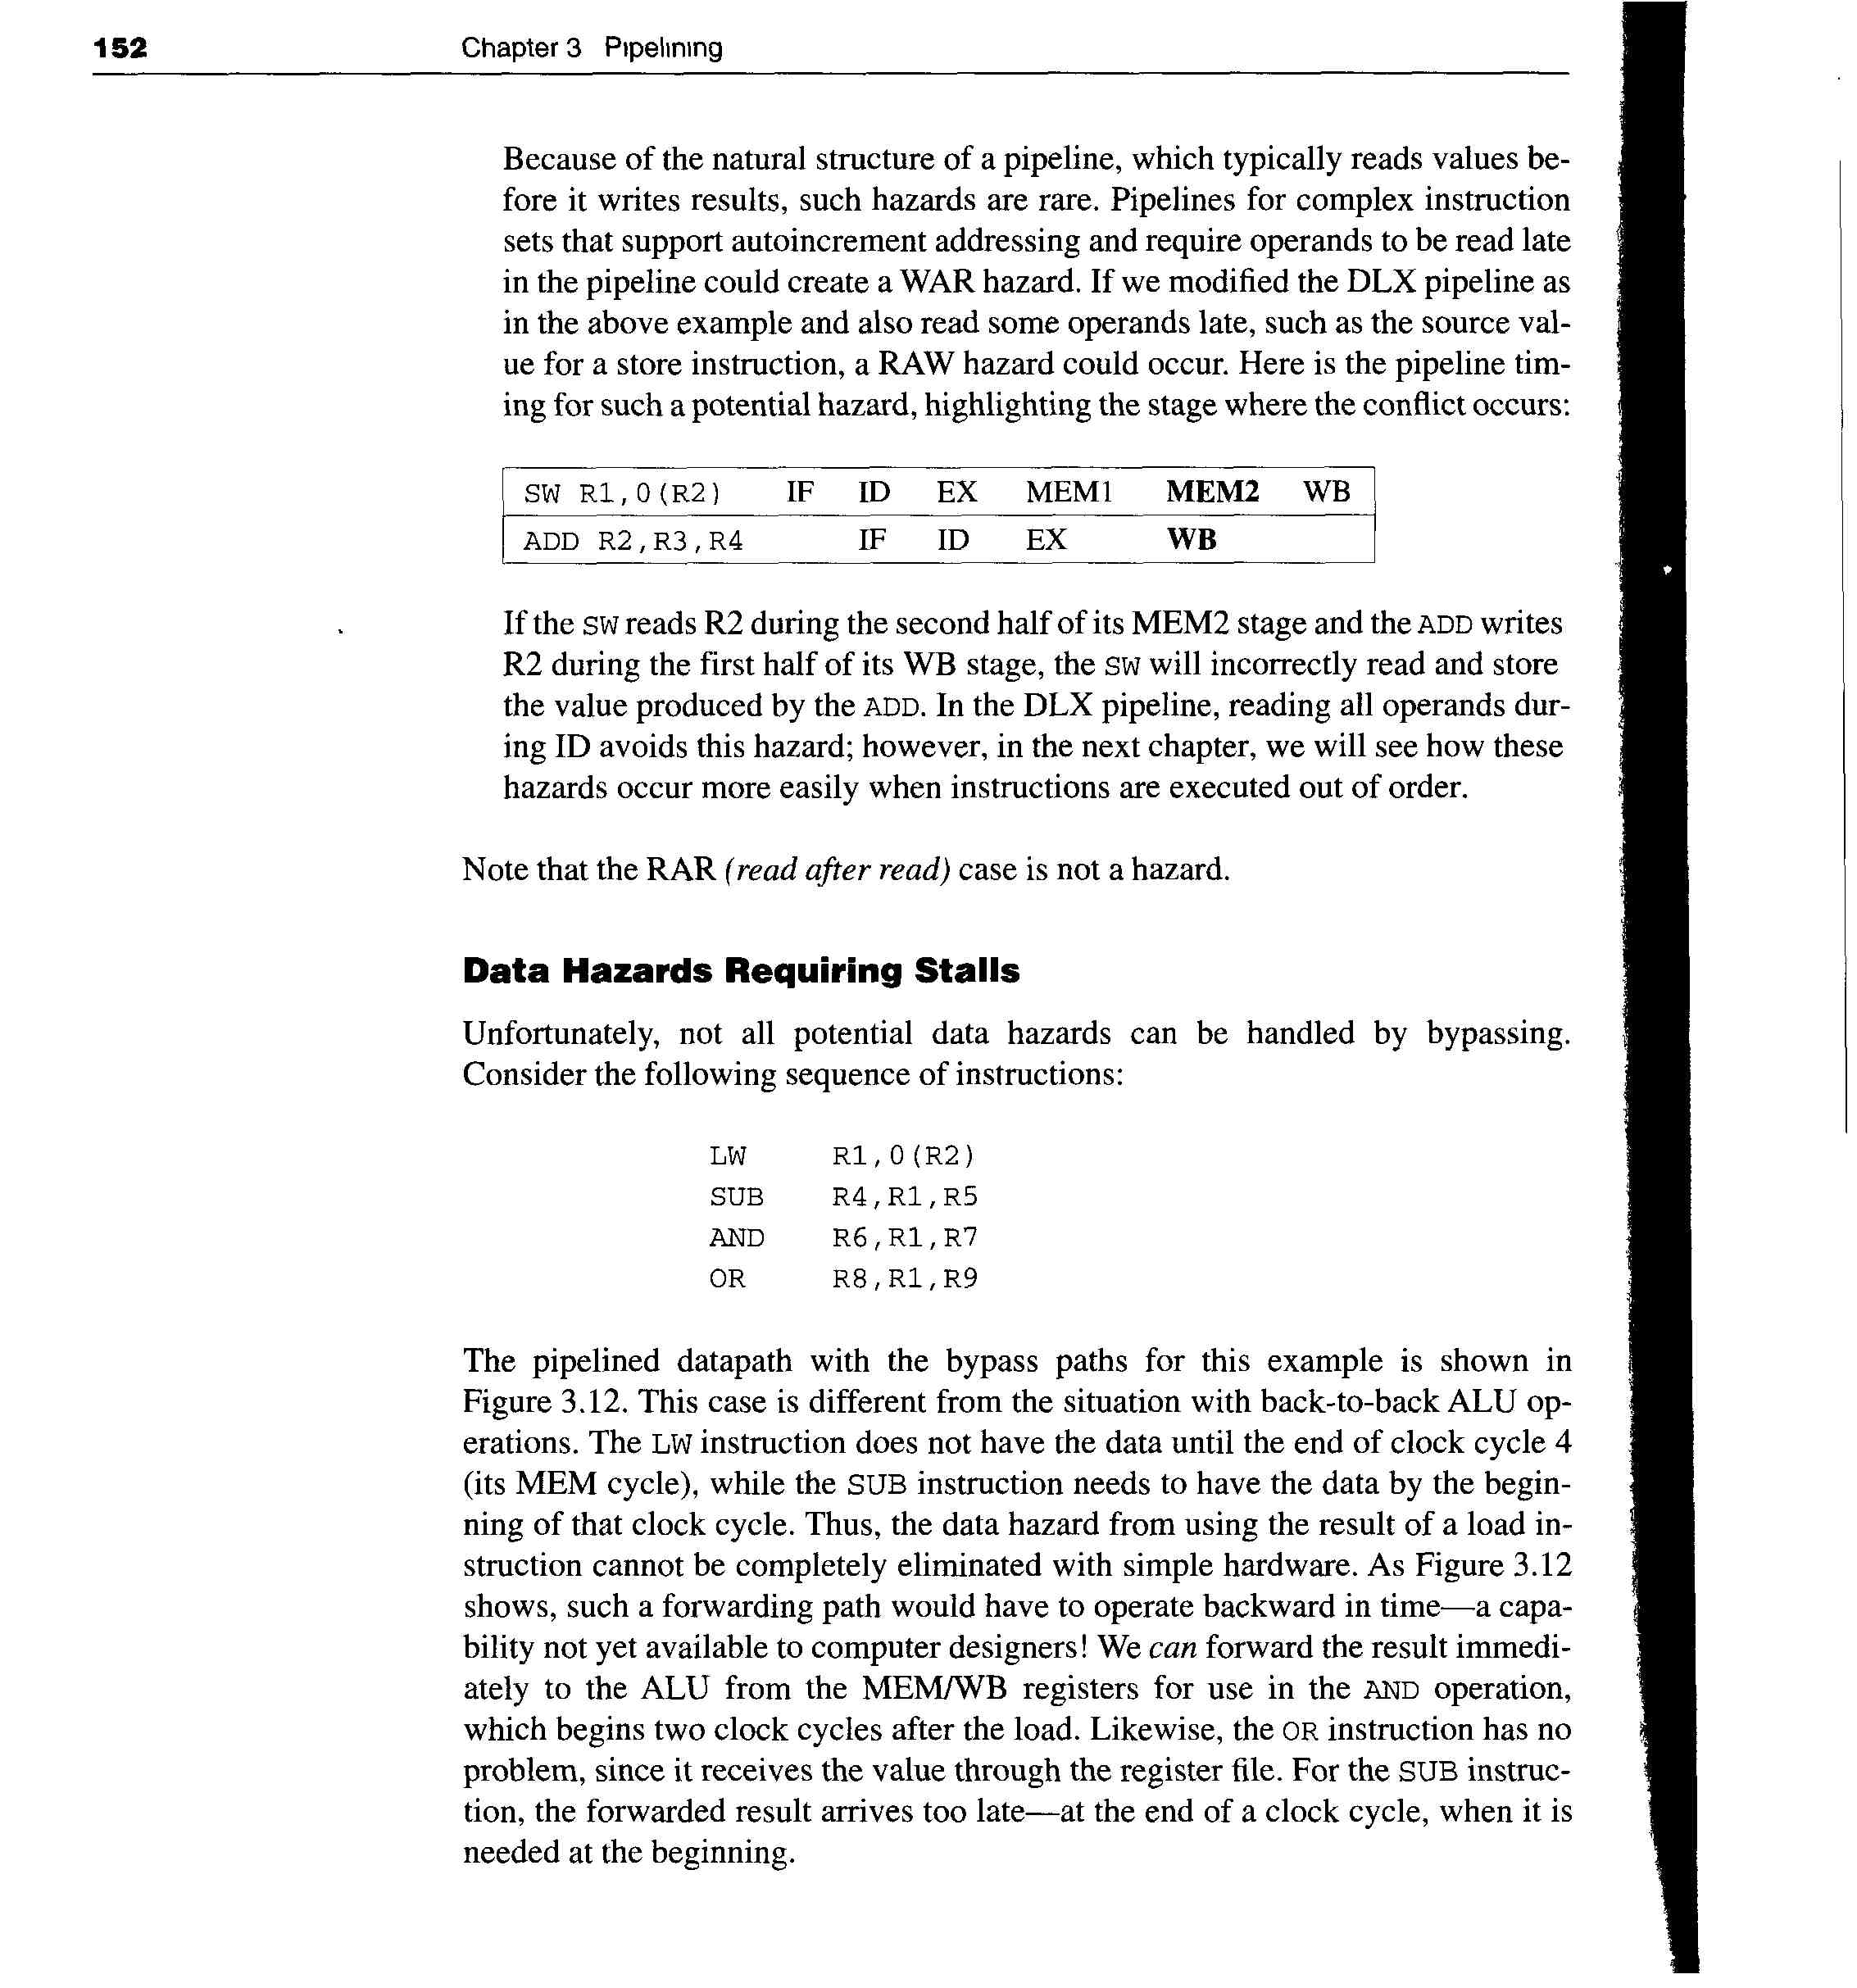 152 Chapter 3 Pipelining
Because of the natural structure of a pipeline, which typically reads values be-
fore it writes results, such hazards are rare. Pipelines for complex instruction
sets that support autoincrement addressing and require operands to be read late
in the pipeline could create a WAR hazard. If we modified the DLX pipeline as
in the above example and also read some operands late, such as the source val-
ue for a store instruction, a RAW hazard could occur. Here is the pipeline tim-
ing for such a potential hazard, highlighting the stage where the conflict occurs:
SW R1,0(R2) IF ID EX MEM1 MEM2 WB
ADD R2,R3,R4 IF ID EX WB
If the SW reads R2 during the second half of its MEM2 stage and the ADD writes
R2 during the first half of its WB stage, the SW will incorrectly read and store
the value produced by the ADD. In the DLX pipeline, reading all operands dur-
ing ID avoids this hazard; however, in the next chapter, we will see how these
hazards occur more easily when instructions are executed out of order.
Note that the RAR (read after read) case is not a hazard.
Data Hazards Requiring Stalls
Unfortunately, not all potential data hazards can be handled by bypassing.
Consider the following sequence of instructions:
LW R1,0(R2)
SUB R4,R1,R5
AND R6,R1,R7
OR R8,R1,R9
The pipelined datapath with the bypass paths for this example is shown in
Figure 3.12. This case is different from the situation with back-to-back ALU op-
erations. The LW instruction does not have the data until the end of clock cycle 4
(its MEM cycle), while the SUB instruction needs to have the data by the begin-
ning of that clock cycle. Thus, the data hazard from using the result of a load in-
struction cannot be completely eliminated with simple hardware. As Figure 3.12
shows, such a forwarding path would have to operate backward in time—a capa-
bility not yet available to computer designers! We can forward the result immedi-
ately to the ALU from the MEM/WB registers for use in the AND operation,
which begins two clock cycles after the load. Likewise, the OR instruction has no
problem, since it receives the value through the register file. For the SUB instruc-
tion, the forwarded result arrives too late—at the end of a clock cycle, when it is
needed at the beginning.